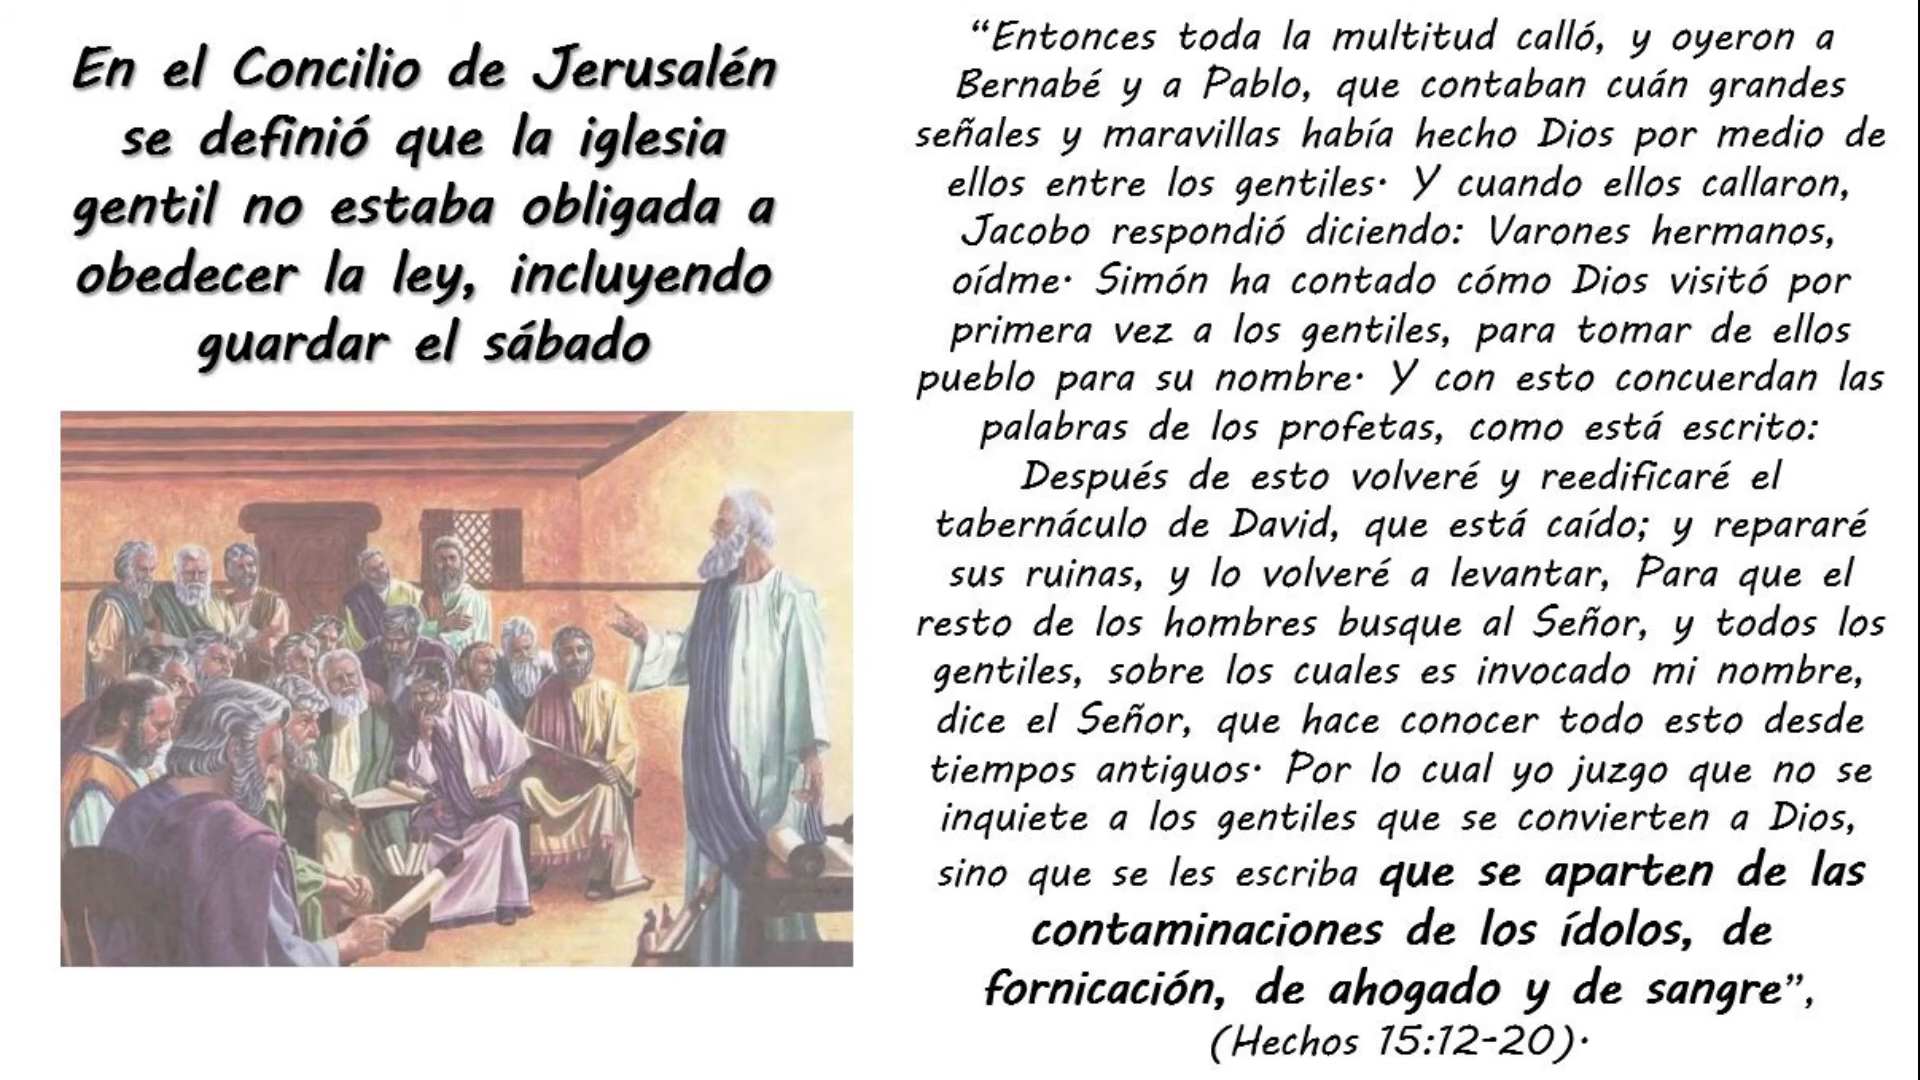 En el Concilio de Jerusalén
se definió que la iglesia
gentil no estaba obligada a
obedecer la ley, incluyendo
guardar el sábado
“Entonces toda la multitud calló, y oyeron a
Bernabé y a Pablo, que contaban cuán grandes
señales y maravillas había hecho Dios por medio de
ellos entre los gentiles· Y cuando ellos callaron,
Jacobo respondió diciendo: Varones hermanos,
oídme· Simón ha contado cómo Dios visitó por
primera vez a los gentiles, para tomar de ellos
pueblo para su nombre· Y con esto concuerdan las
palabras de los profetas, como está escrito:
Después de esto volveré y reedificaré el
tabernáculo de David, que está caído; y repararé
sus ruinas, y lo volveré a levantar, Para que el
resto de los hombres busque al Señor, y todos los
gentiles, sobre los cuales es invocado mi nombre,
dice el Señor, que hace conocer todo esto desde
tiempos antiguos· Por lo cual yo juzgo que no se
inquiete a los gentiles que se convierten a Dios,
sino que se les escriba que se aparten de las
contaminaciones de los ídolos, de
fornicación, de ahogado y de sangre”,
(Hechos 15:12-20)·